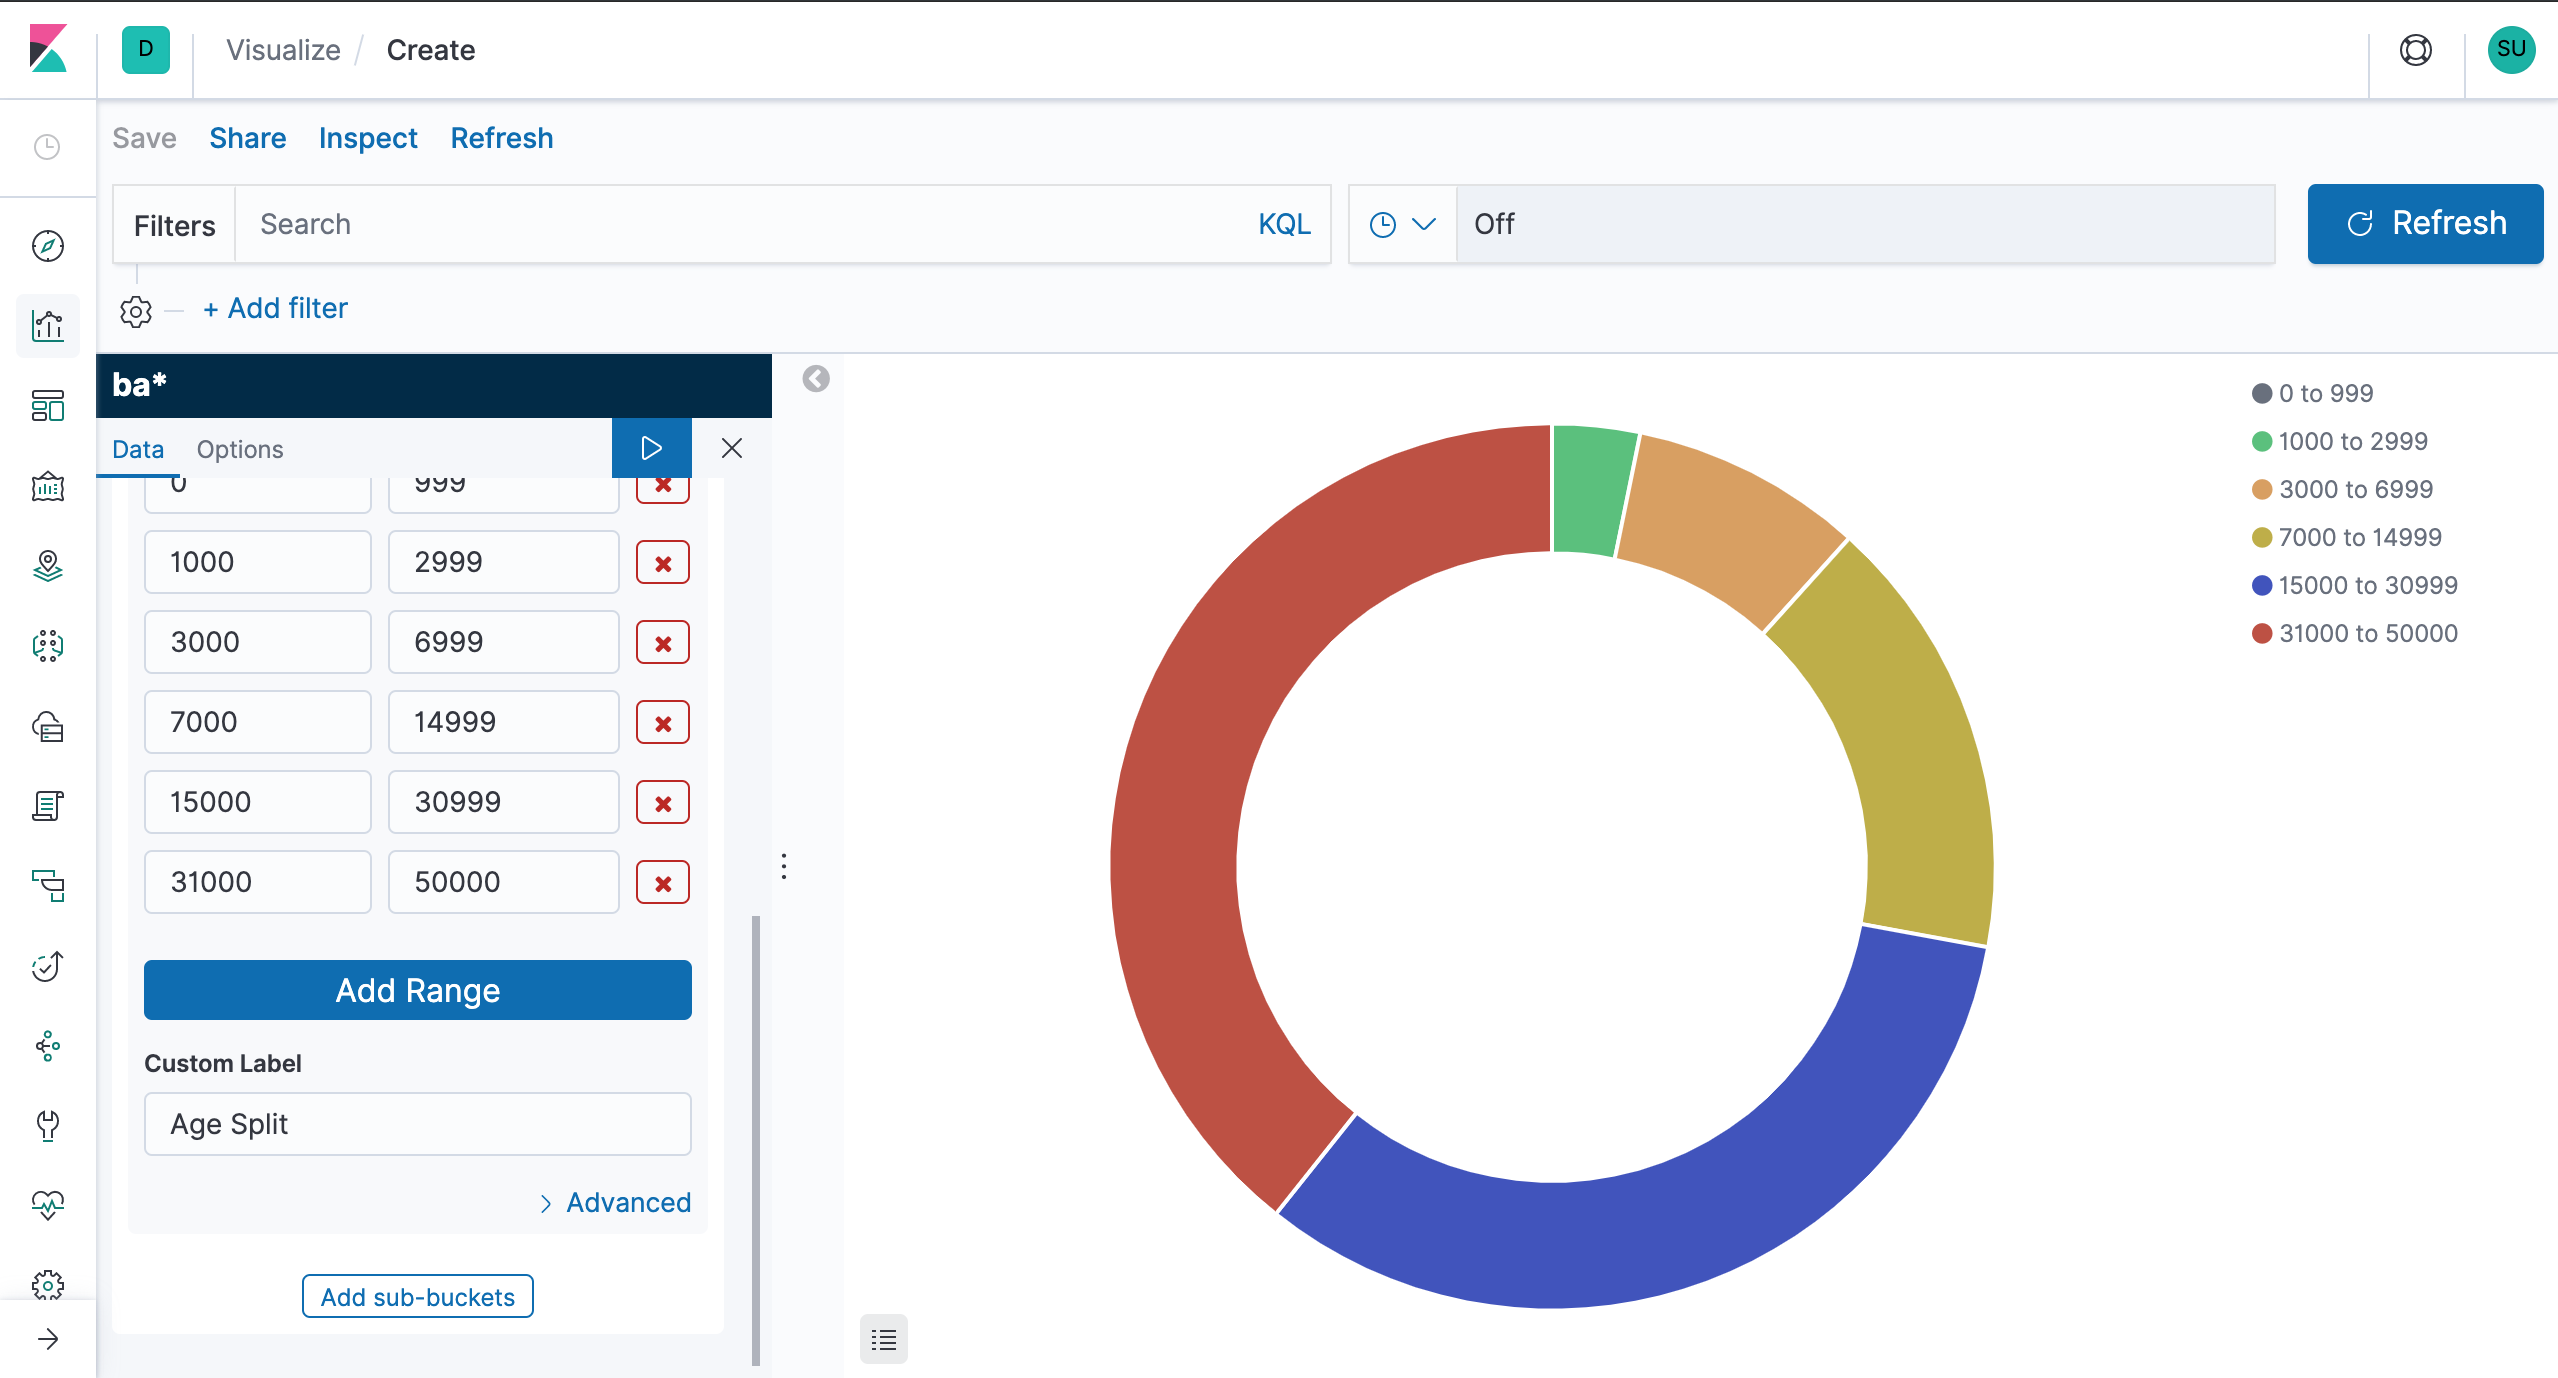 D Visualize / Create SU
Save Share Inspect Refresh
Filters Search KQL Off Refresh
+ Add filter
ba*
Data Options
0 999
1000 2999
3000 6999
7000 14999
15000 30999
31000 50000
Add Range
Custom Label
Age Split
Advanced
Add sub-buckets
0 to 999
1000 to 2999
3000 to 6999
7000 to 14999
15000 to 30999
31000 to 50000